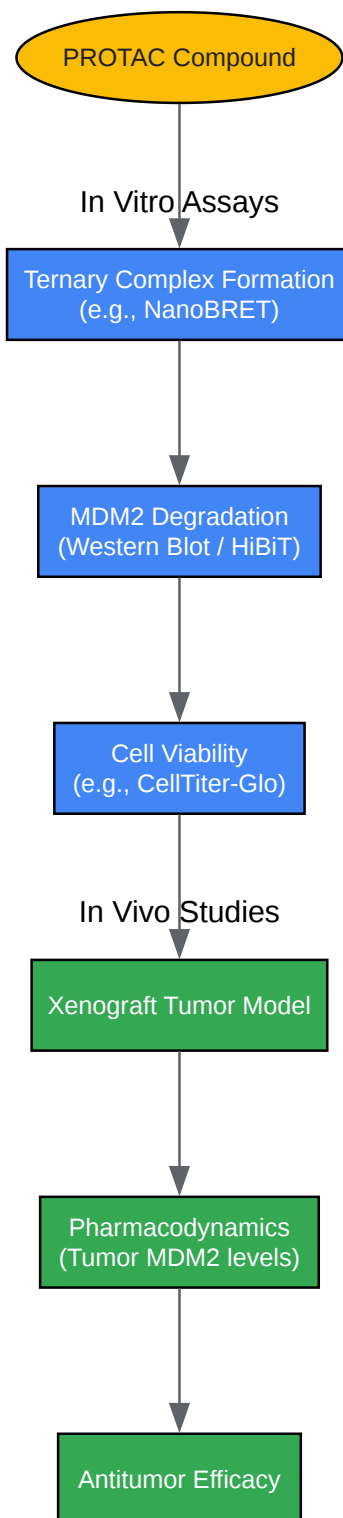 PROTAC Compound
In Vitro Assays
Ternary Complex Formation
(e.g., NanoBRET)
MDM2 Degradation
(Western Blot / HiBiT)
Cell Viability
(e.g., CellTiter-Glo)
In Vivo Studies
Xenograft Tumor Model
Pharmacodynamics
(Tumor MDM2 levels)
Antitumor Efficacy